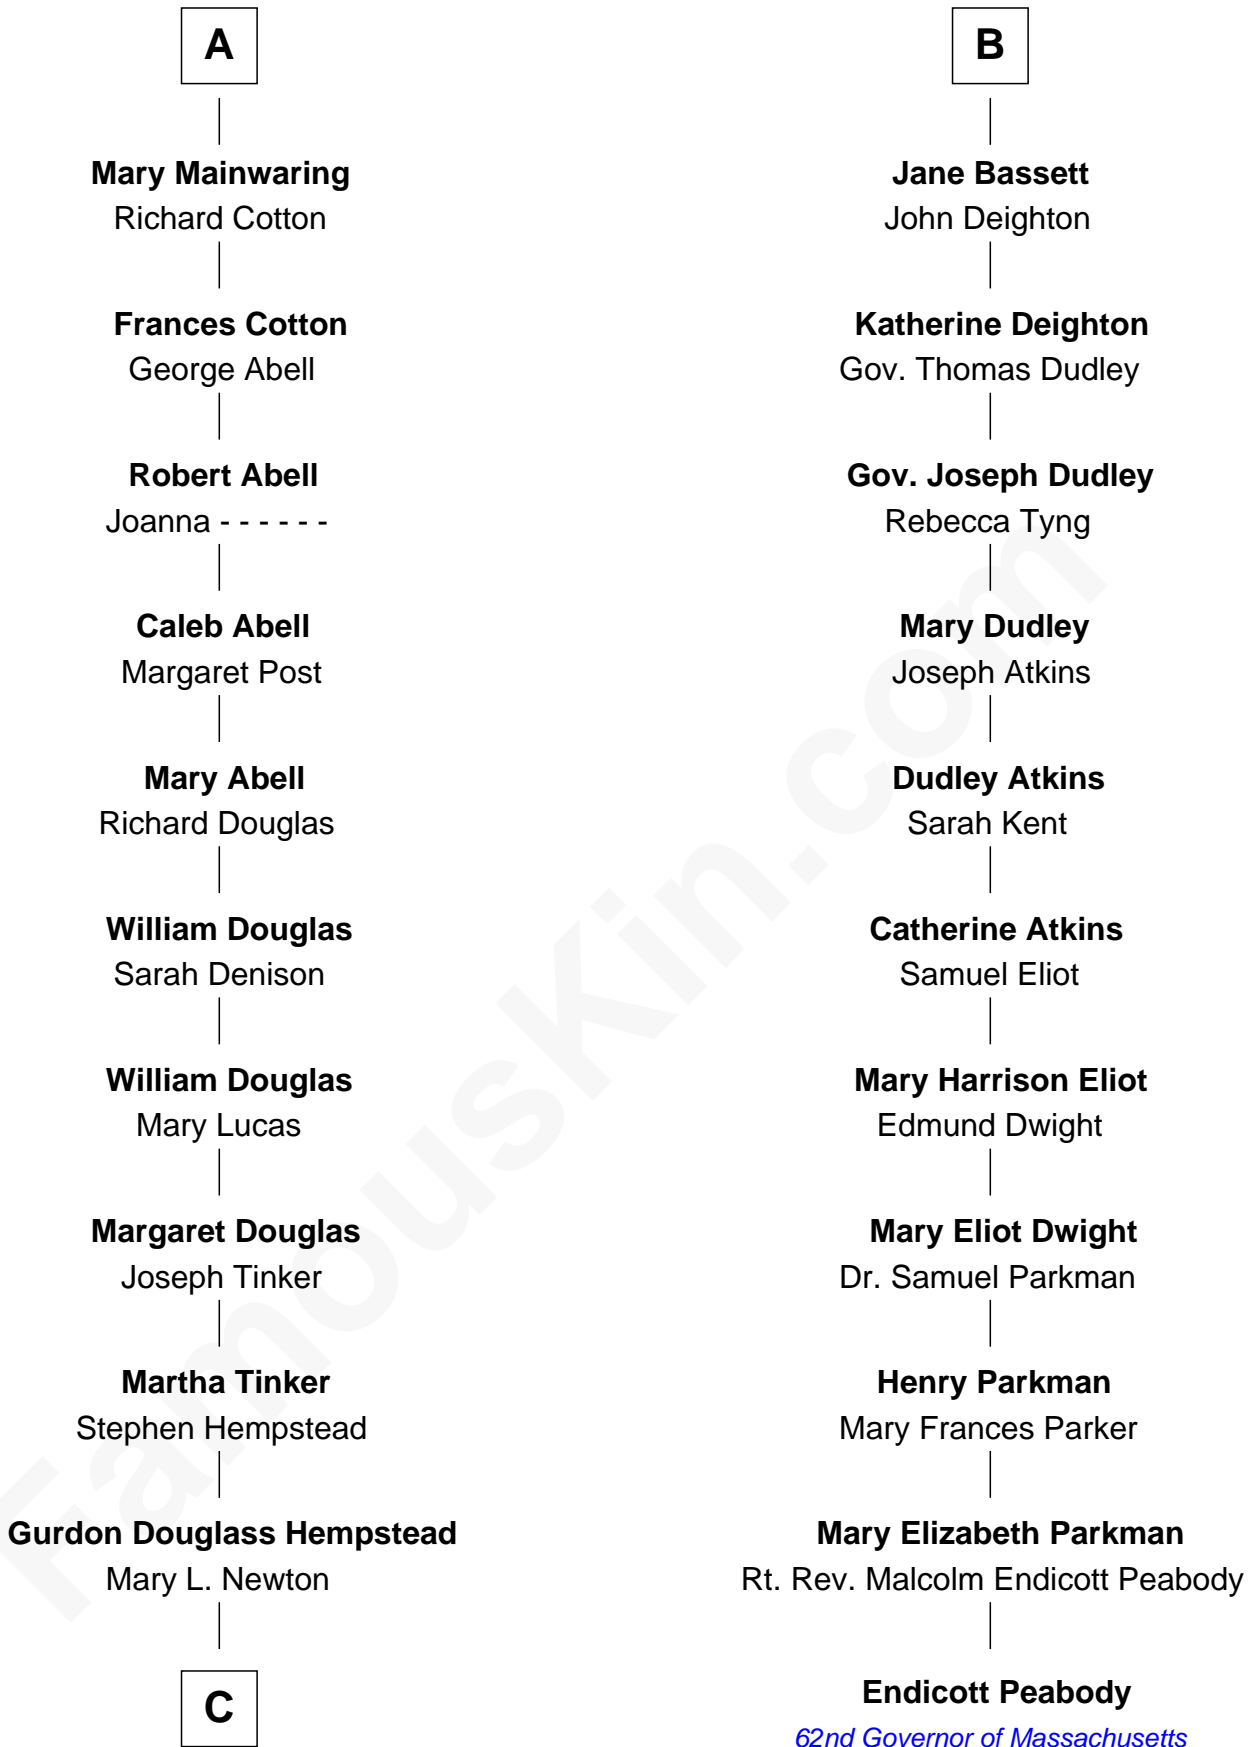 A
Mary Mainwaring
Richard Cotton
Frances Cotton
George Abell
Robert Abell
Joanna - - - - - -
Caleb Abell
Margaret Post
Mary Abell
Richard Douglas
William Douglas
Sarah Denison
William Douglas
Mary Lucas
Margaret Douglas
Joseph Tinker
Martha Tinker
Stephen Hempstead
Gurdon Douglass Hempstead
Mary L. Newton
C
B
Jane Bassett
John Deighton
Katherine Deighton
Gov. Thomas Dudley
Gov. Joseph Dudley
Rebecca Tyng
Mary Dudley
Joseph Atkins
Dudley Atkins
Sarah Kent
Catherine Atkins
Samuel Eliot
Mary Harrison Eliot
Edmund Dwight
Mary Eliot Dwight
Dr. Samuel Parkman
Henry Parkman
Mary Frances Parker
Mary Elizabeth Parkman
Rt. Rev. Malcolm Endicott Peabody
Endicott Peabody
62nd Governor of Massachusetts
FamousKin.com